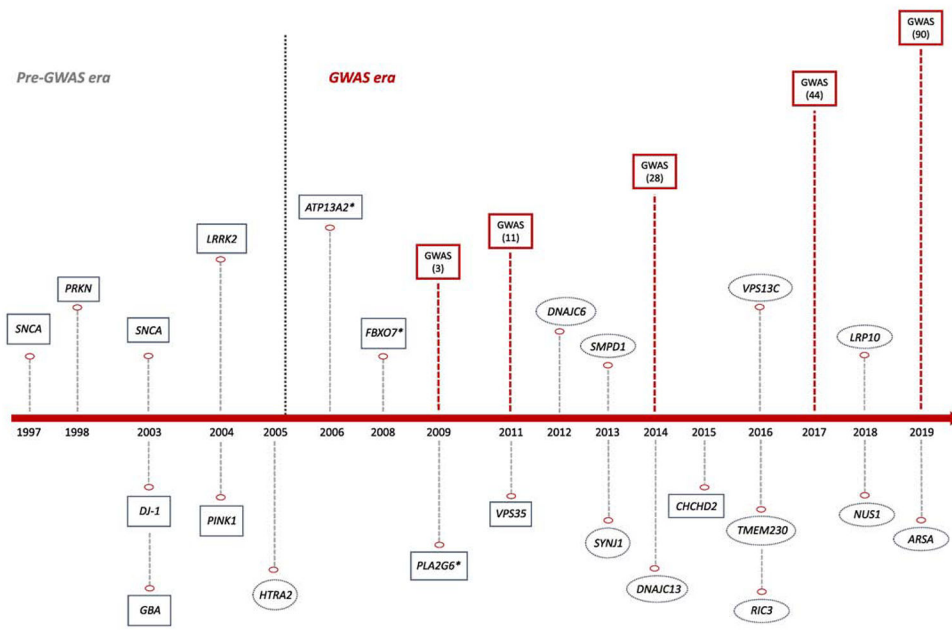 Pre-GWAS era
GWAS era
SNCA
PRKN
SNCA
LRRK2
ATP13A2*
FBXO7*
GWAS
(3)
GWAS
(11)
DNAJC6
SMPD1
GWAS
(28)
VPS13C
GWAS
(44)
LRP10
GWAS
(90)
1997 1998 2003 2004 2005 2006 2008 2009 2011 2012 2013 2014 2015 2016 2017 2018 2019
DJ-1
GBA
PINK1
HTRA2
PLA2G6*
VPS35
SYNJ1
DNAJC13
CHCHD2
TMEM230
RIC3
NUS1
ARSA